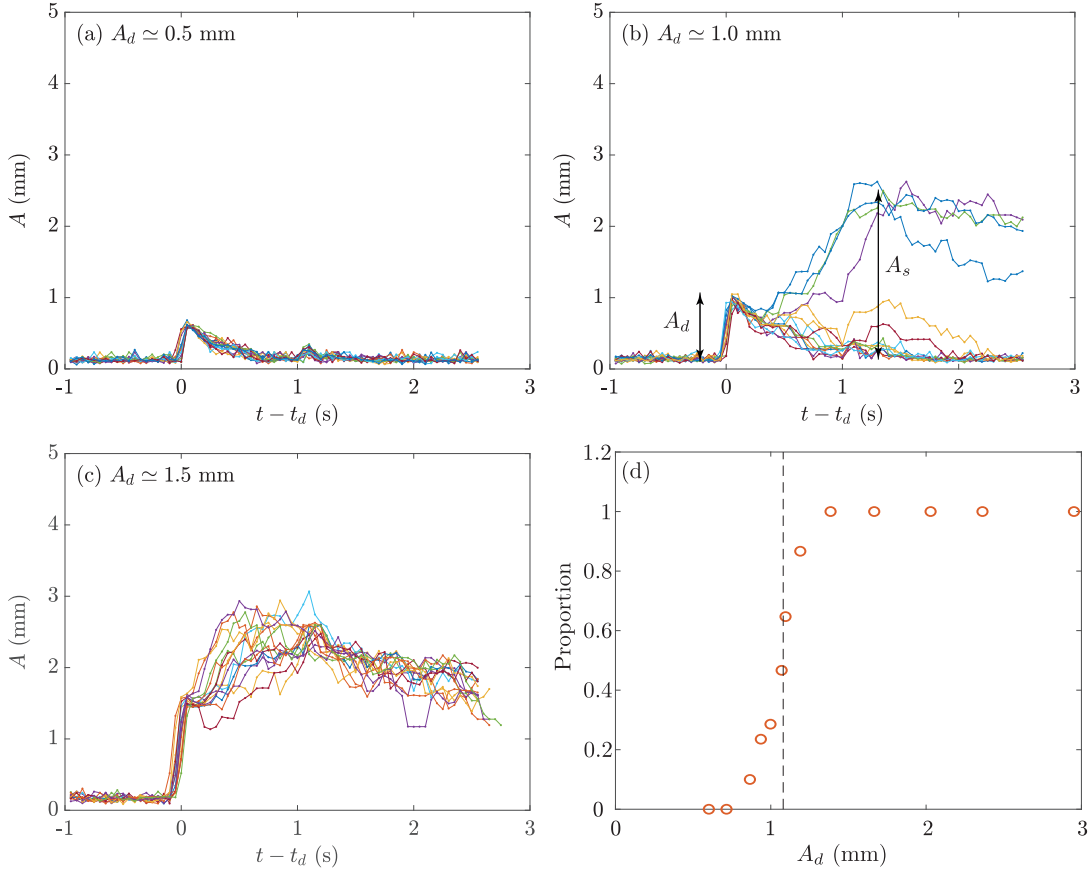 (a) A_d ≃ 0.5 mm
5
4
3
2
1
0
A (mm)
-1 0 1 2 3
t − t_d (s)
(b) A_d ≃ 1.0 mm
5
4
3
2
1
0
A (mm)
A_d
A_s
-1 0 1 2 3
t − t_d (s)
(c) A_d ≃ 1.5 mm
5
4
3
2
1
0
A (mm)
-1 0 1 2 3
t − t_d (s)
(d)
1.2
1
0.8
0.6
0.4
0.2
0
Proportion
0 1 2 3
A_d (mm)